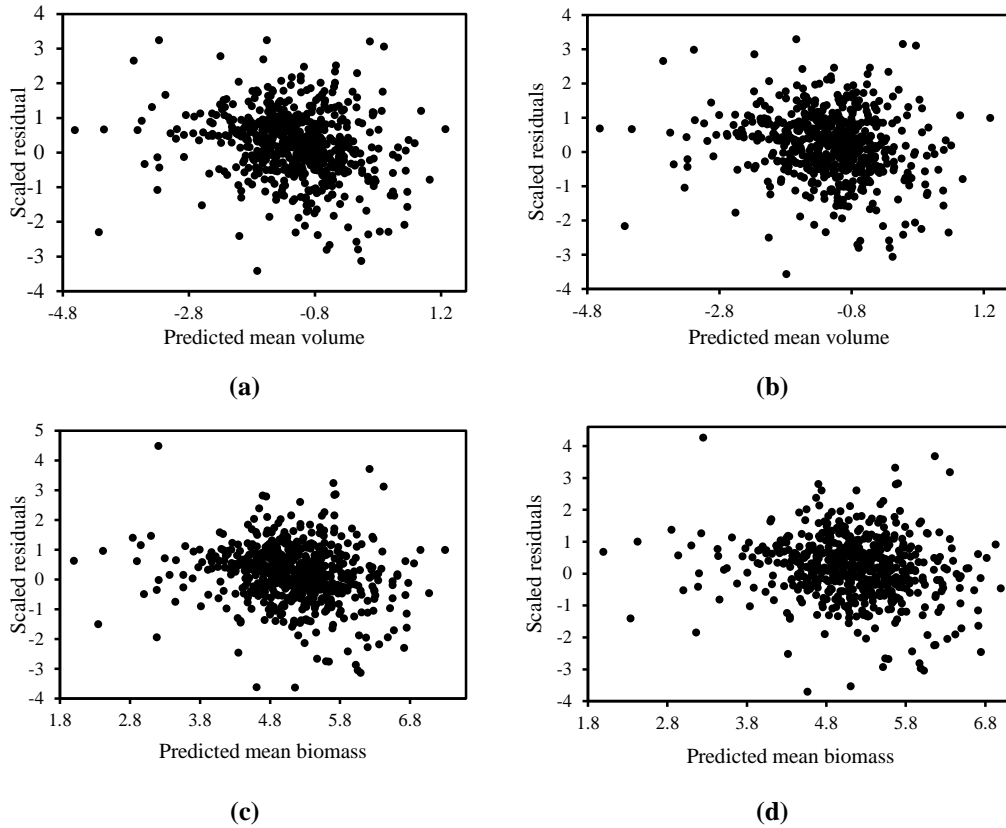 4
3
2
1
0
-1
-2
-3
-4
Scaled residual
-4.8 -2.8 -0.8 1.2
Predicted mean volume
(a)
4
3
2
1
0
-1
-2
-3
-4
Scaled residuals
-4.8 -2.8 -0.8 1.2
Predicted mean volume
(b)
5
4
3
2
1
0
-1
-2
-3
-4
Scaled residuals
1.8 2.8 3.8 4.8 5.8 6.8
Predicted mean biomass
(c)
4
3
2
1
0
-1
-2
-3
-4
Scaled residuals
1.8 2.8 3.8 4.8 5.8 6.8
Predicted mean biomass
(d)